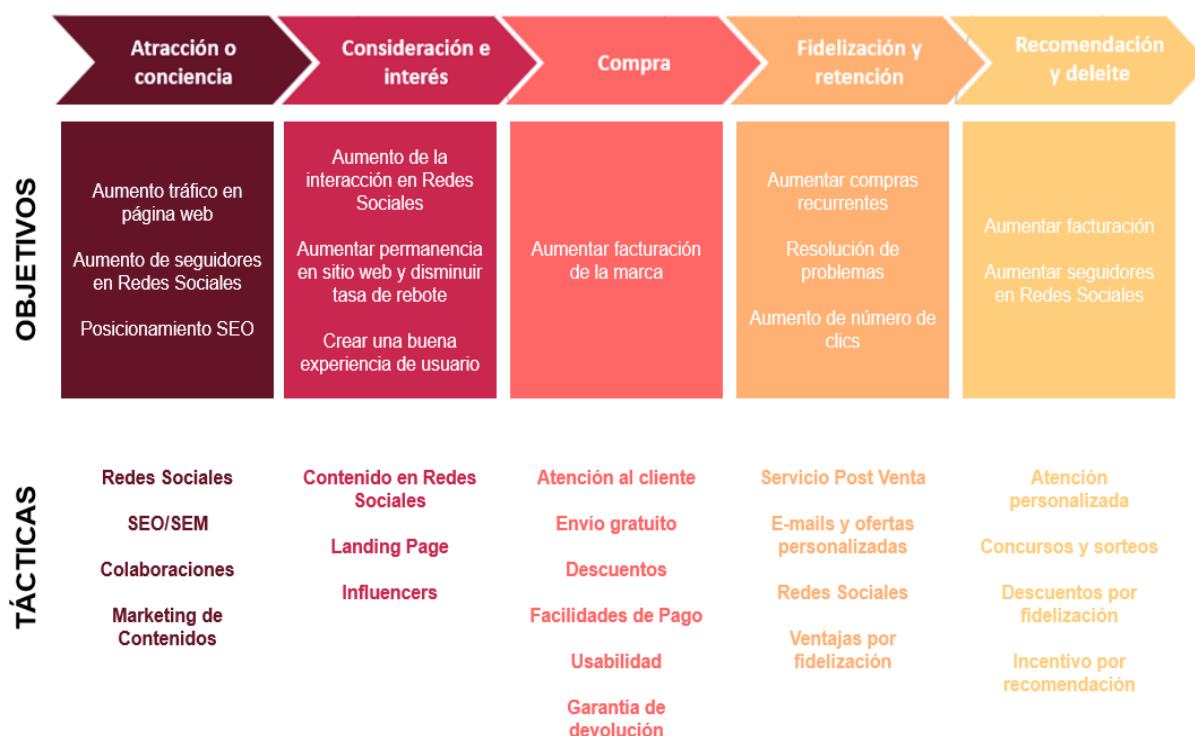 Atracción o
conciencia
Consideración e
interés
Compra
Fidelización y
retención
Recomendación
y deleite
OBJETIVOS
Aumento tráfico en
página web
Aumento de seguidores
en Redes Sociales
Posicionamiento SEO
Aumento de la
interacción en Redes
Sociales
Aumentar permanencia
en sitio web y disminuir
tasa de rebote
Crear una buena
experiencia de usuario
Aumentar facturación
de la marca
Aumentar compras
recurrentes
Resolución de
problemas
Aumento de número de
clics
Aumentar facturación
Aumentar seguidores
en Redes Sociales
TÁCTICAS
Redes Sociales
SEO/SEM
Colaboraciones
Marketing de
Contenidos
Contenido en Redes
Sociales
Landing Page
Influencers
Atención al cliente
Envío gratuito
Descuentos
Facilidades de Pago
Usabilidad
Garantía de
devolución
Servicio Post Venta
E-mails y ofertas
personalizadas
Redes Sociales
Ventajas por
fidelización
Atención
personalizada
Concursos y sorteos
Descuentos por
fidelización
Incentivo por
recomendación